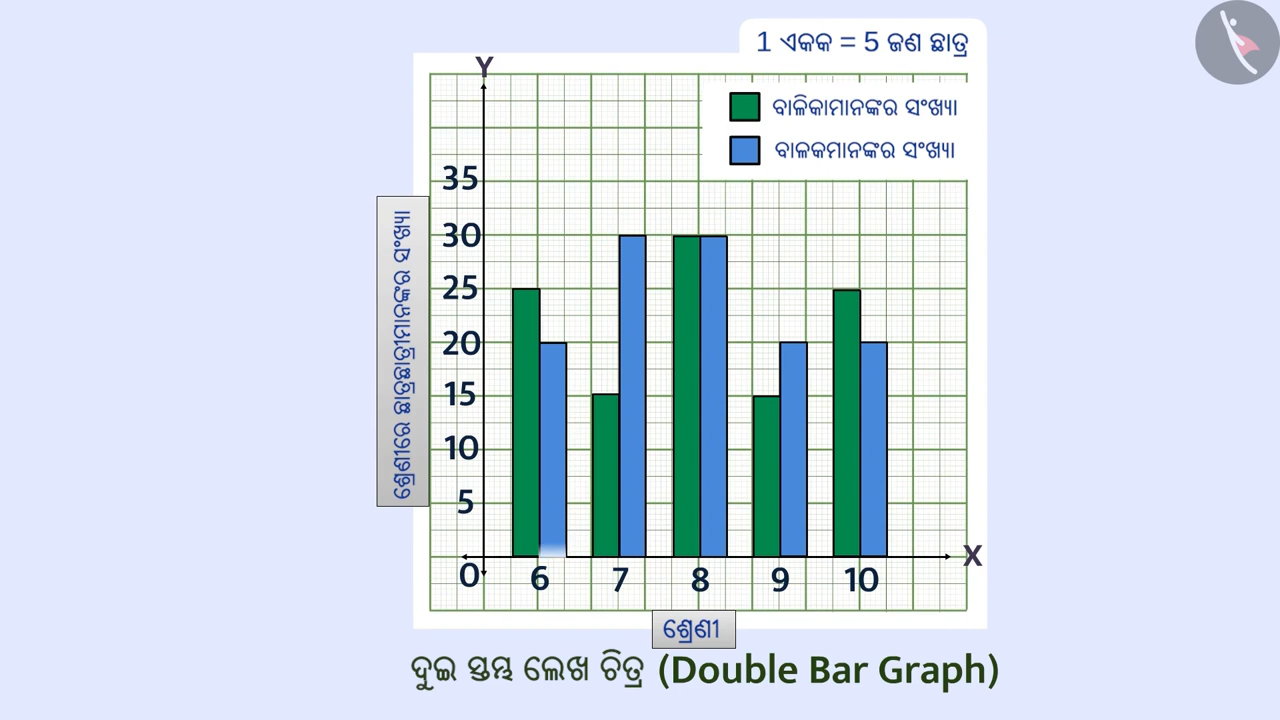 1 ଏକକ = 5 ଜଣ ଛାତ୍ର
Y
ବାଳିକାମାନଙ୍କର ସଂଖ୍ୟା
ବାଳକମାନଙ୍କର ସଂଖ୍ୟା
35
30
25
20
15
10
5
0
ଶ୍ରେଣୀରେ ଛାତ୍ରଛାତ୍ରୀମାନଙ୍କର ସଂଖ୍ୟା
X
6 7 8 9 10
ଶ୍ରେଣୀ
ଦୁଇ ସ୍ତମ୍ଭ ଲେଖ ଚିତ୍ର (Double Bar Graph)